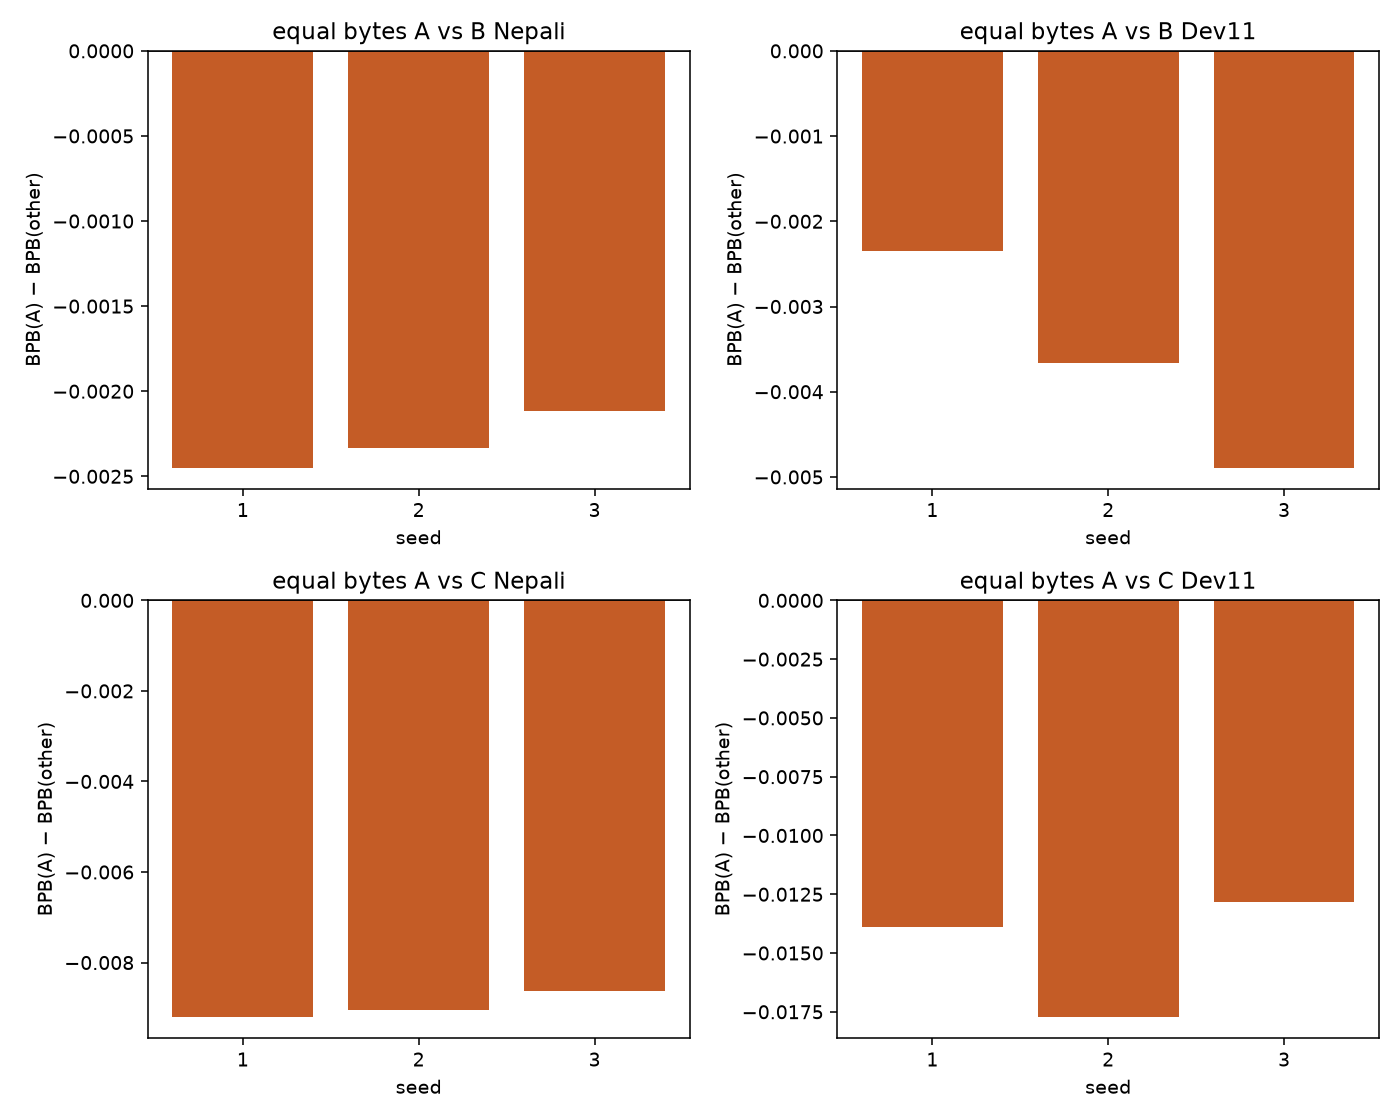 equal bytes A vs B Nepali
0.0000
−0.0005
−0.0010
−0.0015
−0.0020
−0.0025
BPB(A) − BPB(other)
1 2 3
seed
equal bytes A vs B Dev11
0.000
−0.001
−0.002
−0.003
−0.004
−0.005
BPB(A) − BPB(other)
1 2 3
seed
equal bytes A vs C Nepali
0.000
−0.002
−0.004
−0.006
−0.008
BPB(A) − BPB(other)
1 2 3
seed
equal bytes A vs C Dev11
0.0000
−0.0025
−0.0050
−0.0075
−0.0100
−0.0125
−0.0150
−0.0175
BPB(A) − BPB(other)
1 2 3
seed